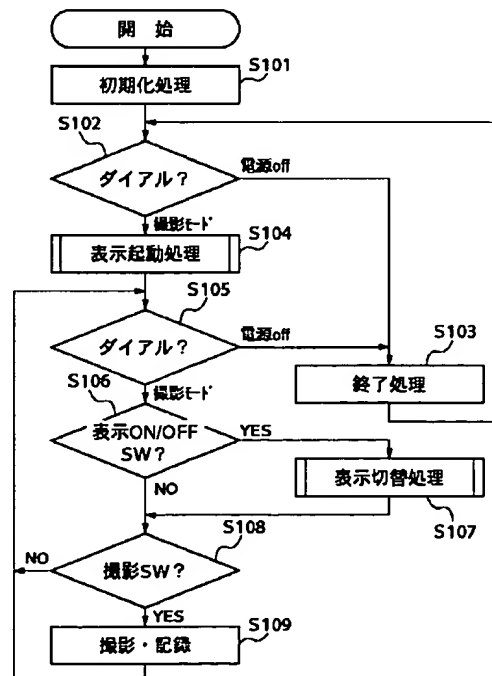 開 始
S101
初期化処理
S102
ダイアル？
電源off
撮影ﾓｰﾄﾞ
S104
表示起動処理
S105
ダイアル？
電源off
S103
終了処理
撮影ﾓｰﾄﾞ
S106
表示ON/OFF
SW？
YES
NO
表示切替処理
S107
S108
撮影SW？
NO
YES
S109
撮影・記録